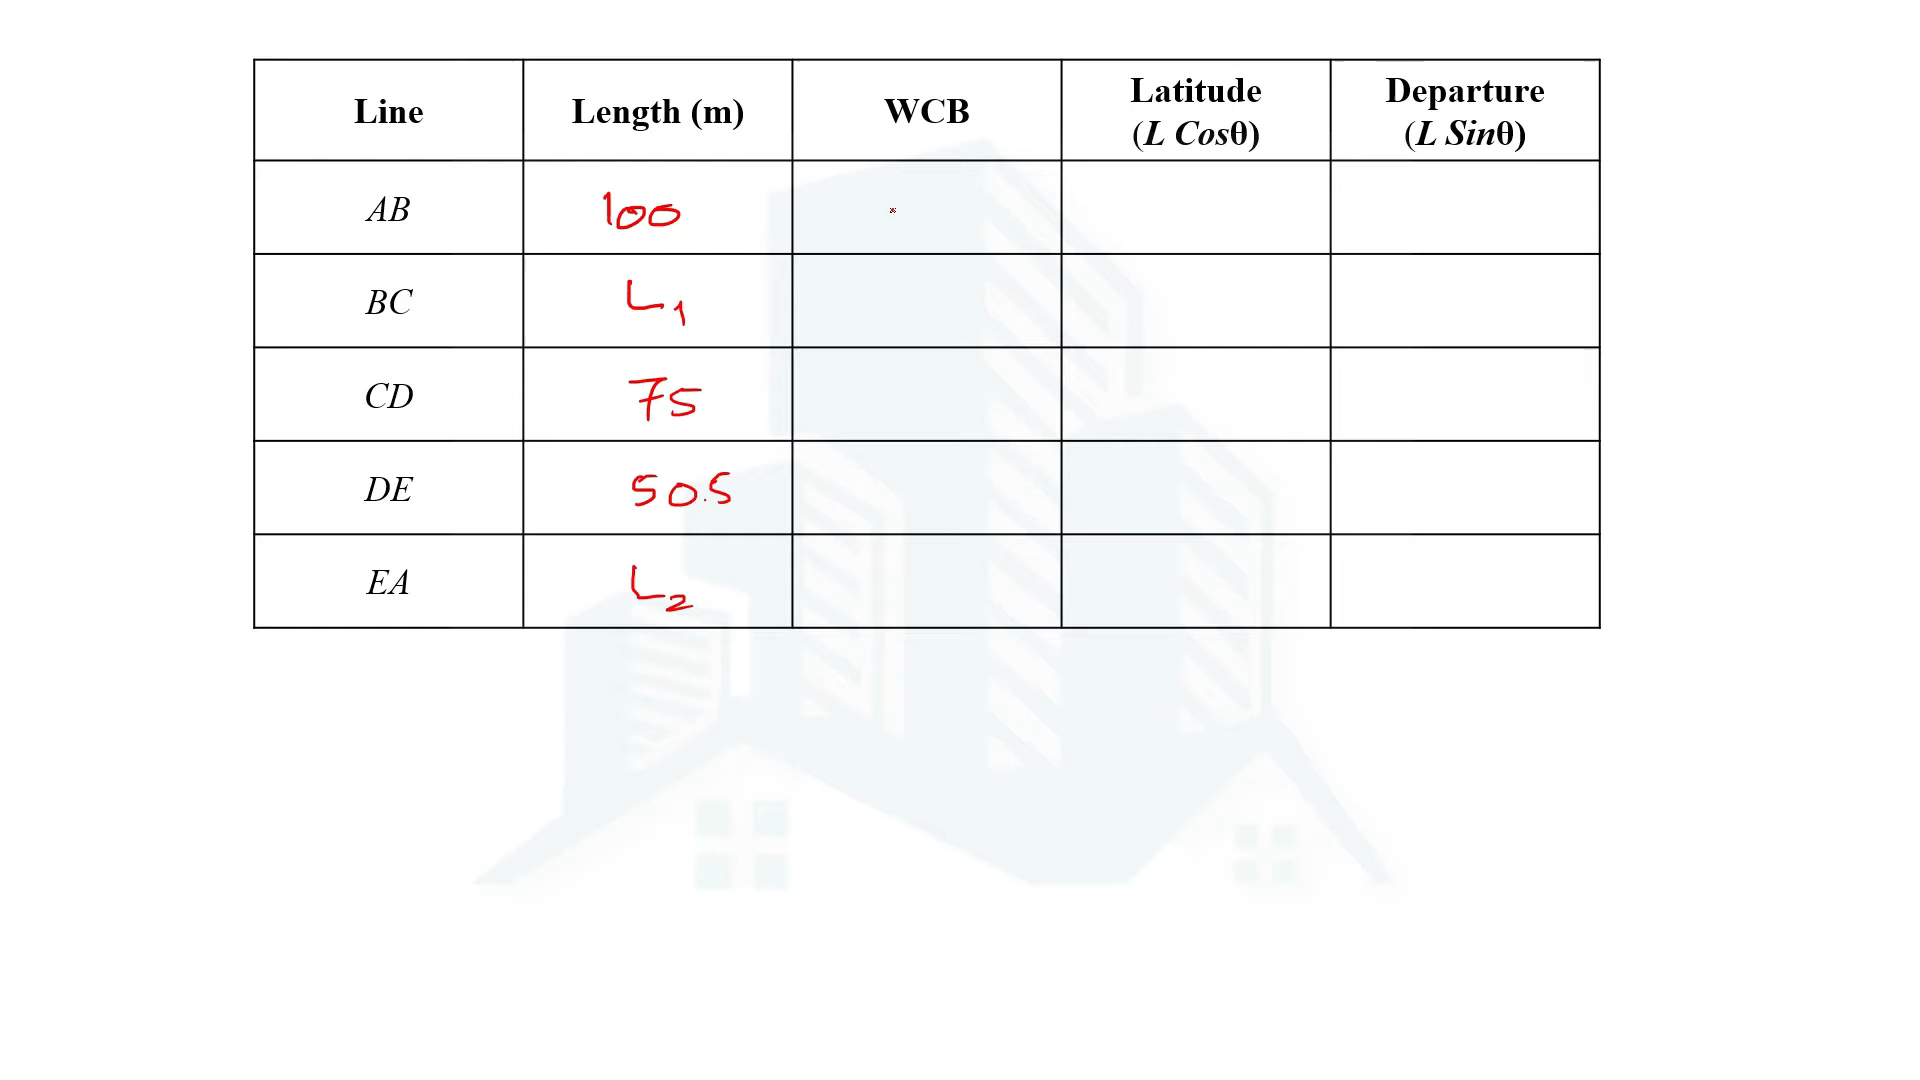 Line Length (m) WCB Latitude (L Cosθ) Departure (L Sinθ)
AB 100
BC L₁
CD 75
DE 50.5
EA L₂